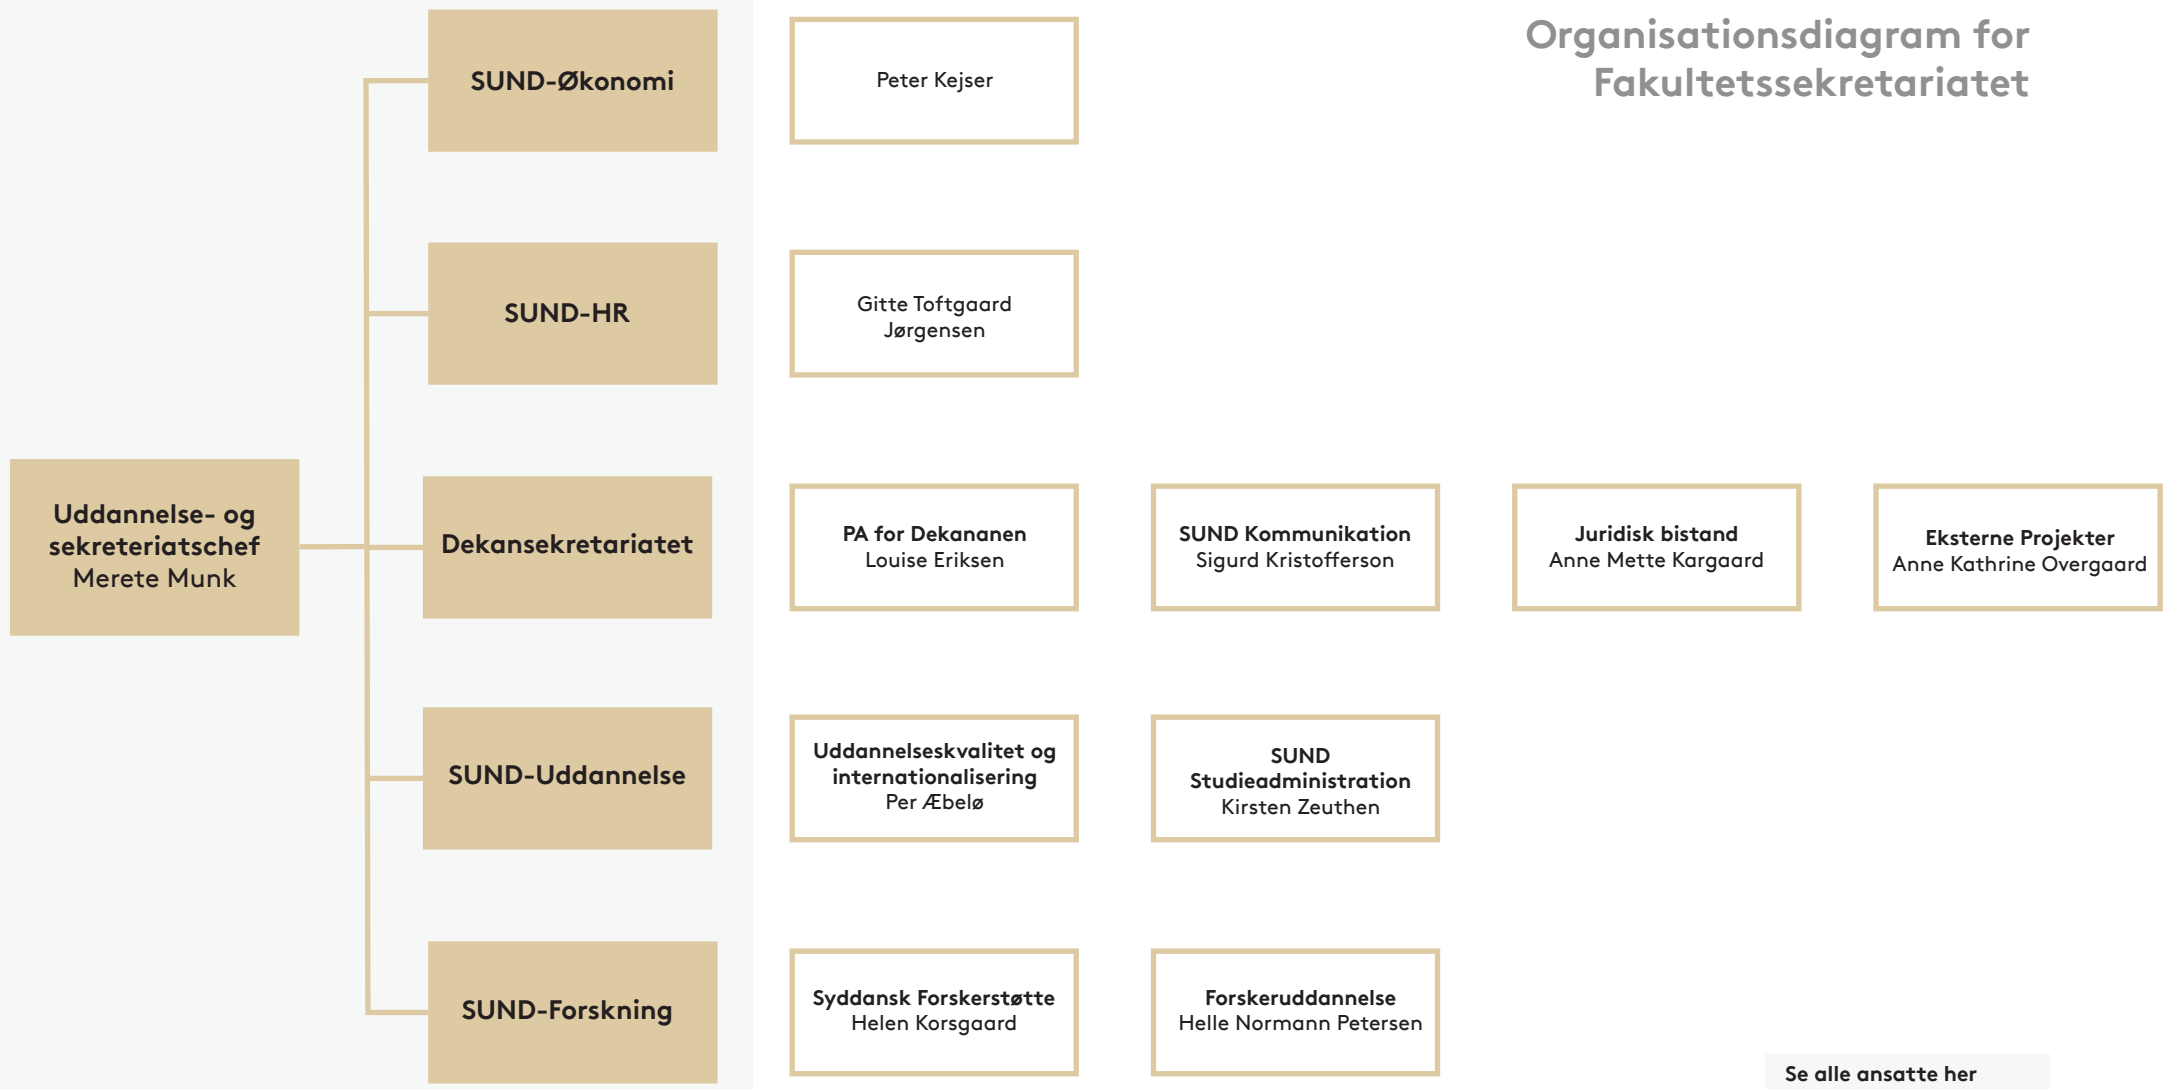 Organisationsdiagram for
Fakultetssekretariatet
Uddannelse- og
sekreteriatschef
Merete Munk
SUND-Økonomi
Peter Kejser
SUND-HR
Gitte Toftgaard
Jørgensen
Dekansekretariatet
PA for Dekananen
Louise Eriksen
SUND Kommunikation
Sigurd Kristofferson
Juridisk bistand
Anne Mette Kargaard
Eksterne Projekter
Anne Kathrine Overgaard
SUND-Uddannelse
Uddannelseskvalitet og
internationalisering
Per Æbelø
SUND
Studieadministration
Kirsten Zeuthen
SUND-Forskning
Syddansk Forskerstøtte
Helen Korsgaard
Forskeruddannelse
Helle Normann Petersen
Se alle ansatte her